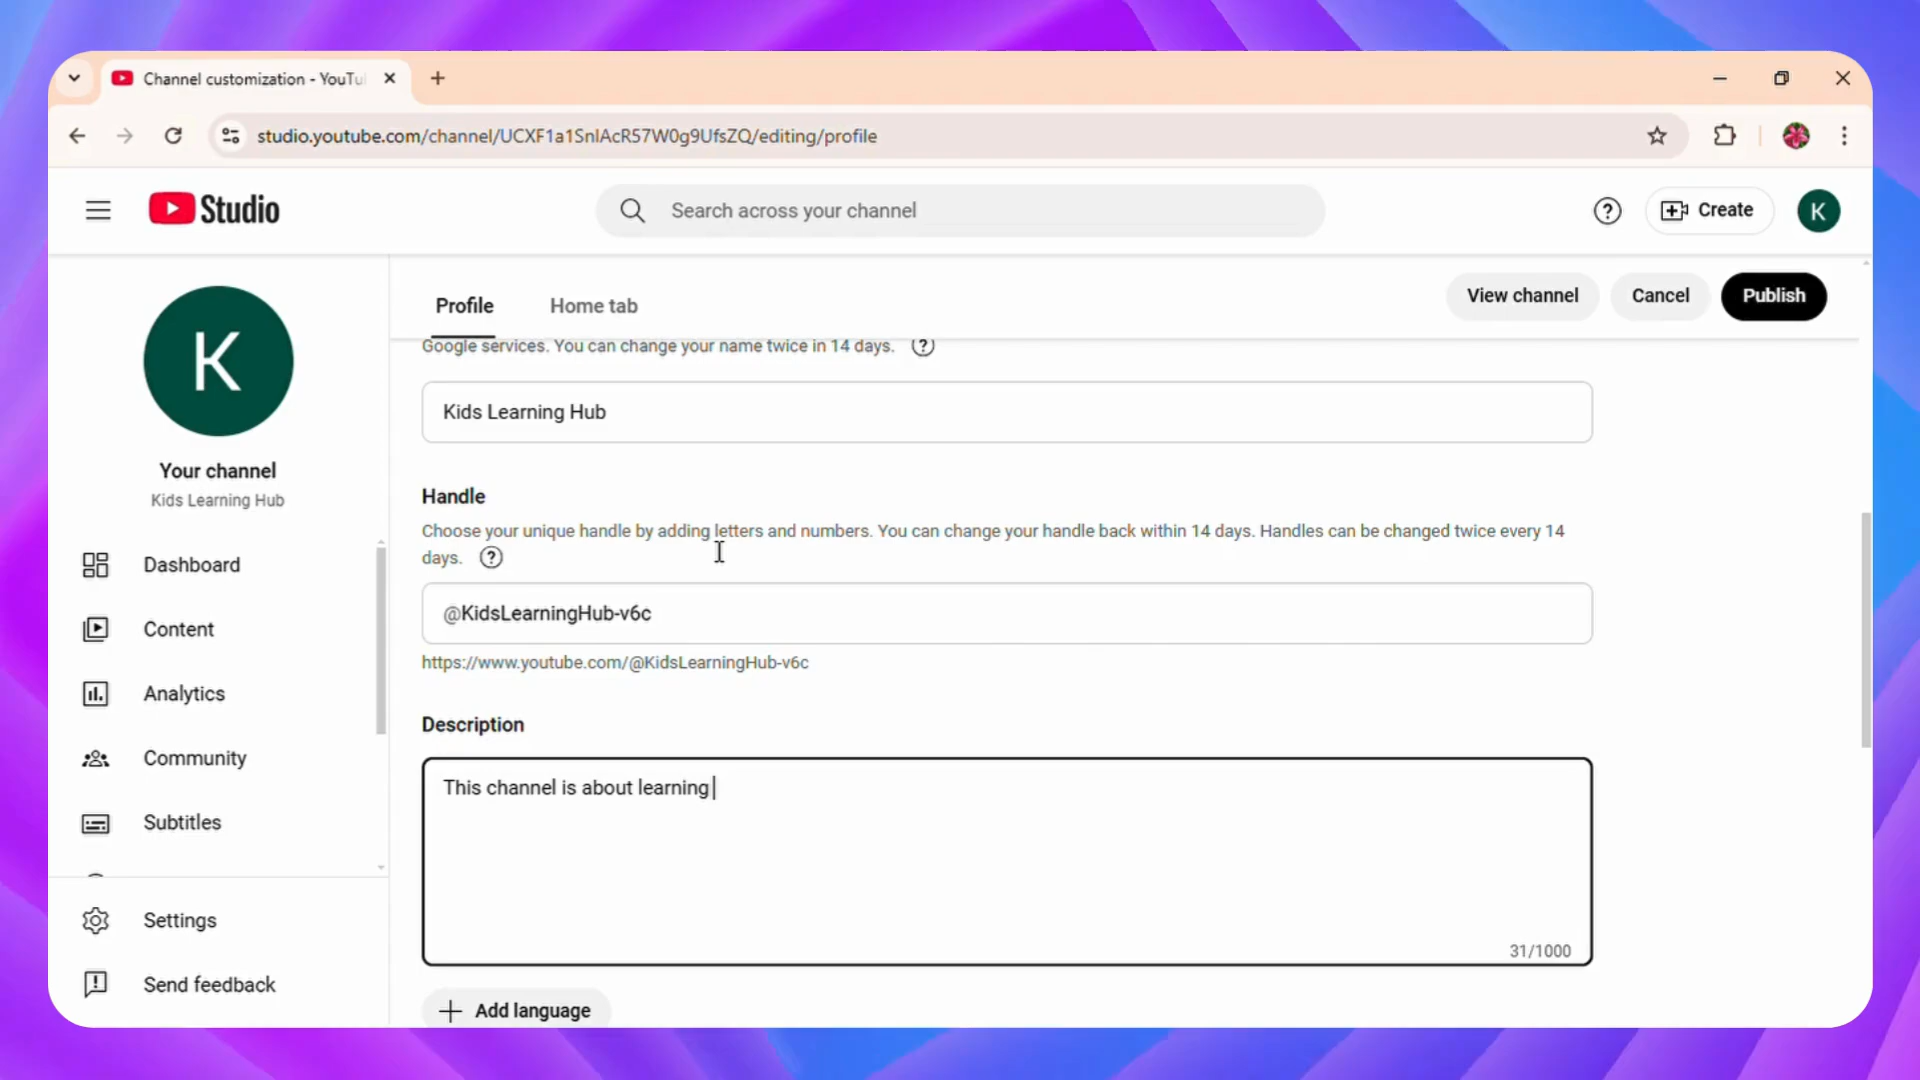 Channel customization - YouTu
studio.youtube.com/channel/UCXF1a1SnlAcR57W0g9UfsZQ/editing/profile
Studio
Search across your channel
Create
K
K
Your channel
Kids Learning Hub
Dashboard
Content
Analytics
Community
Subtitles
Settings
Send feedback
Profile
Home tab
View channel
Cancel
Publish
Google services. You can change your name twice in 14 days.
Kids Learning Hub
Handle
Choose your unique handle by adding letters and numbers. You can change your handle back within 14 days. Handles can be changed twice every 14
days.
@KidsLearningHub-v6c
https://www.youtube.com/@KidsLearningHub-v6c
Description
This channel is about learning
31/1000
Add language